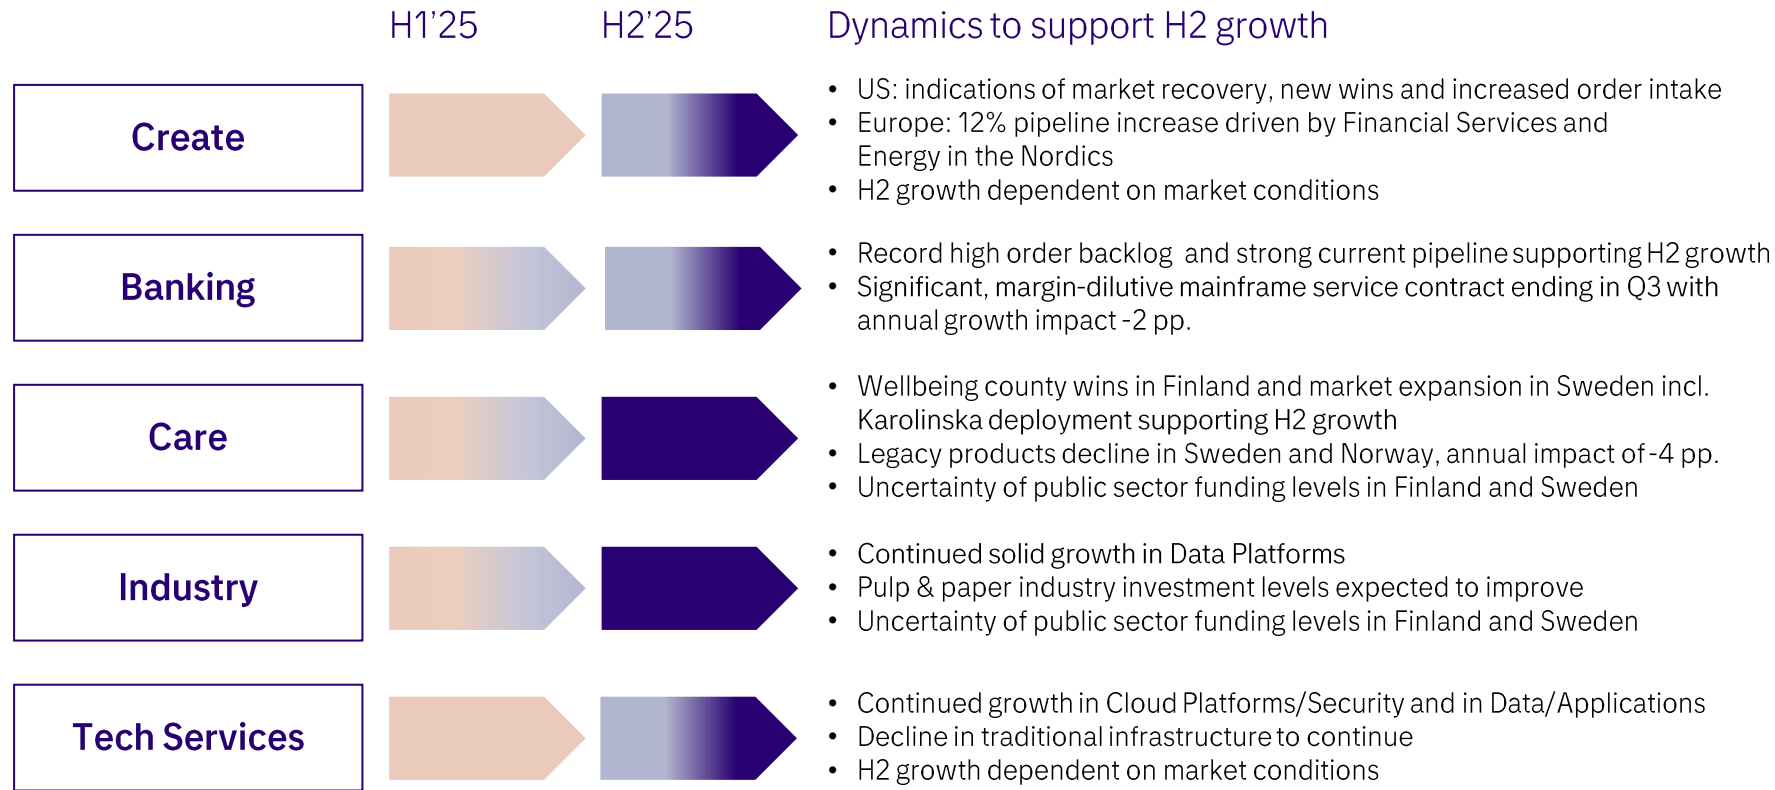 H1’25 H2’25 Dynamics to support H2 growth
Create
• US: indications of market recovery, new wins and increased order intake
• Europe: 12% pipeline increase driven by Financial Services and
Energy in the Nordics
• H2 growth dependent on market conditions
Banking
• Record high order backlog and strong current pipeline supporting H2 growth
• Significant, margin-dilutive mainframe service contract ending in Q3 with
annual growth impact -2 pp.
Care
• Wellbeing county wins in Finland and market expansion in Sweden incl.
Karolinska deployment supporting H2 growth
• Legacy products decline in Sweden and Norway, annual impact of -4 pp.
• Uncertainty of public sector funding levels in Finland and Sweden
Industry
• Continued solid growth in Data Platforms
• Pulp & paper industry investment levels expected to improve
• Uncertainty of public sector funding levels in Finland and Sweden
Tech Services
• Continued growth in Cloud Platforms/Security and in Data/Applications
• Decline in traditional infrastructure to continue
• H2 growth dependent on market conditions